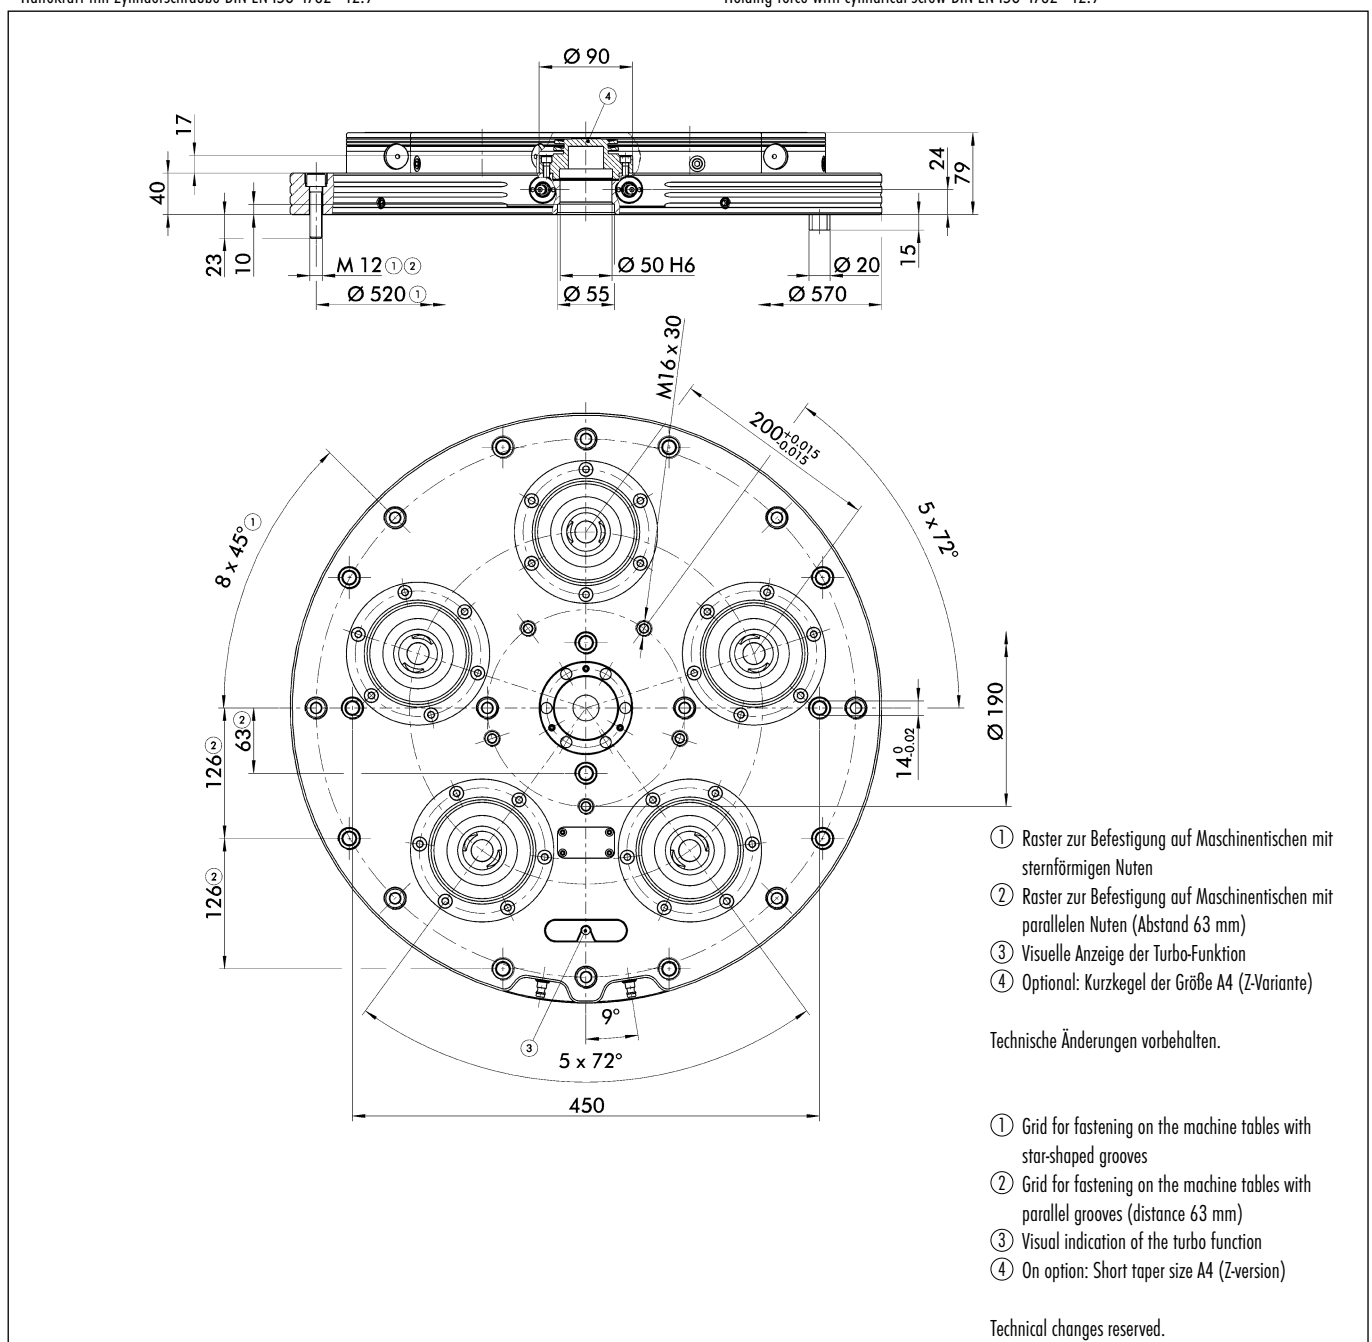 Ø 90
④
17
40
23
10
24
79
15
M 12 ① ②
Ø 50 H6
Ø 20
Ø 520 ①
Ø 55
Ø 570
M16 x 30
200 +0.015 -0.015
5 x 72°
8 x 45° ①
63 ②
126 ②
126 ②
Ø 190
14 0 -0.02
9°
③
5 x 72°
450
① Raster zur Befestigung auf Maschinentischen mit
sternförmigen Nuten
② Raster zur Befestigung auf Maschinentischen mit
parallelen Nuten (Abstand 63 mm)
③ Visuelle Anzeige der Turbo-Funktion
④ Optional: Kurzkegel der Größe A4 (Z-Variante)
Technische Änderungen vorbehalten.
① Grid for fastening on the machine tables with
star-shaped grooves
② Grid for fastening on the machine tables with
parallel grooves (distance 63 mm)
③ Visual indication of the turbo function
④ On option: Short taper size A4 (Z-version)
Technical changes reserved.